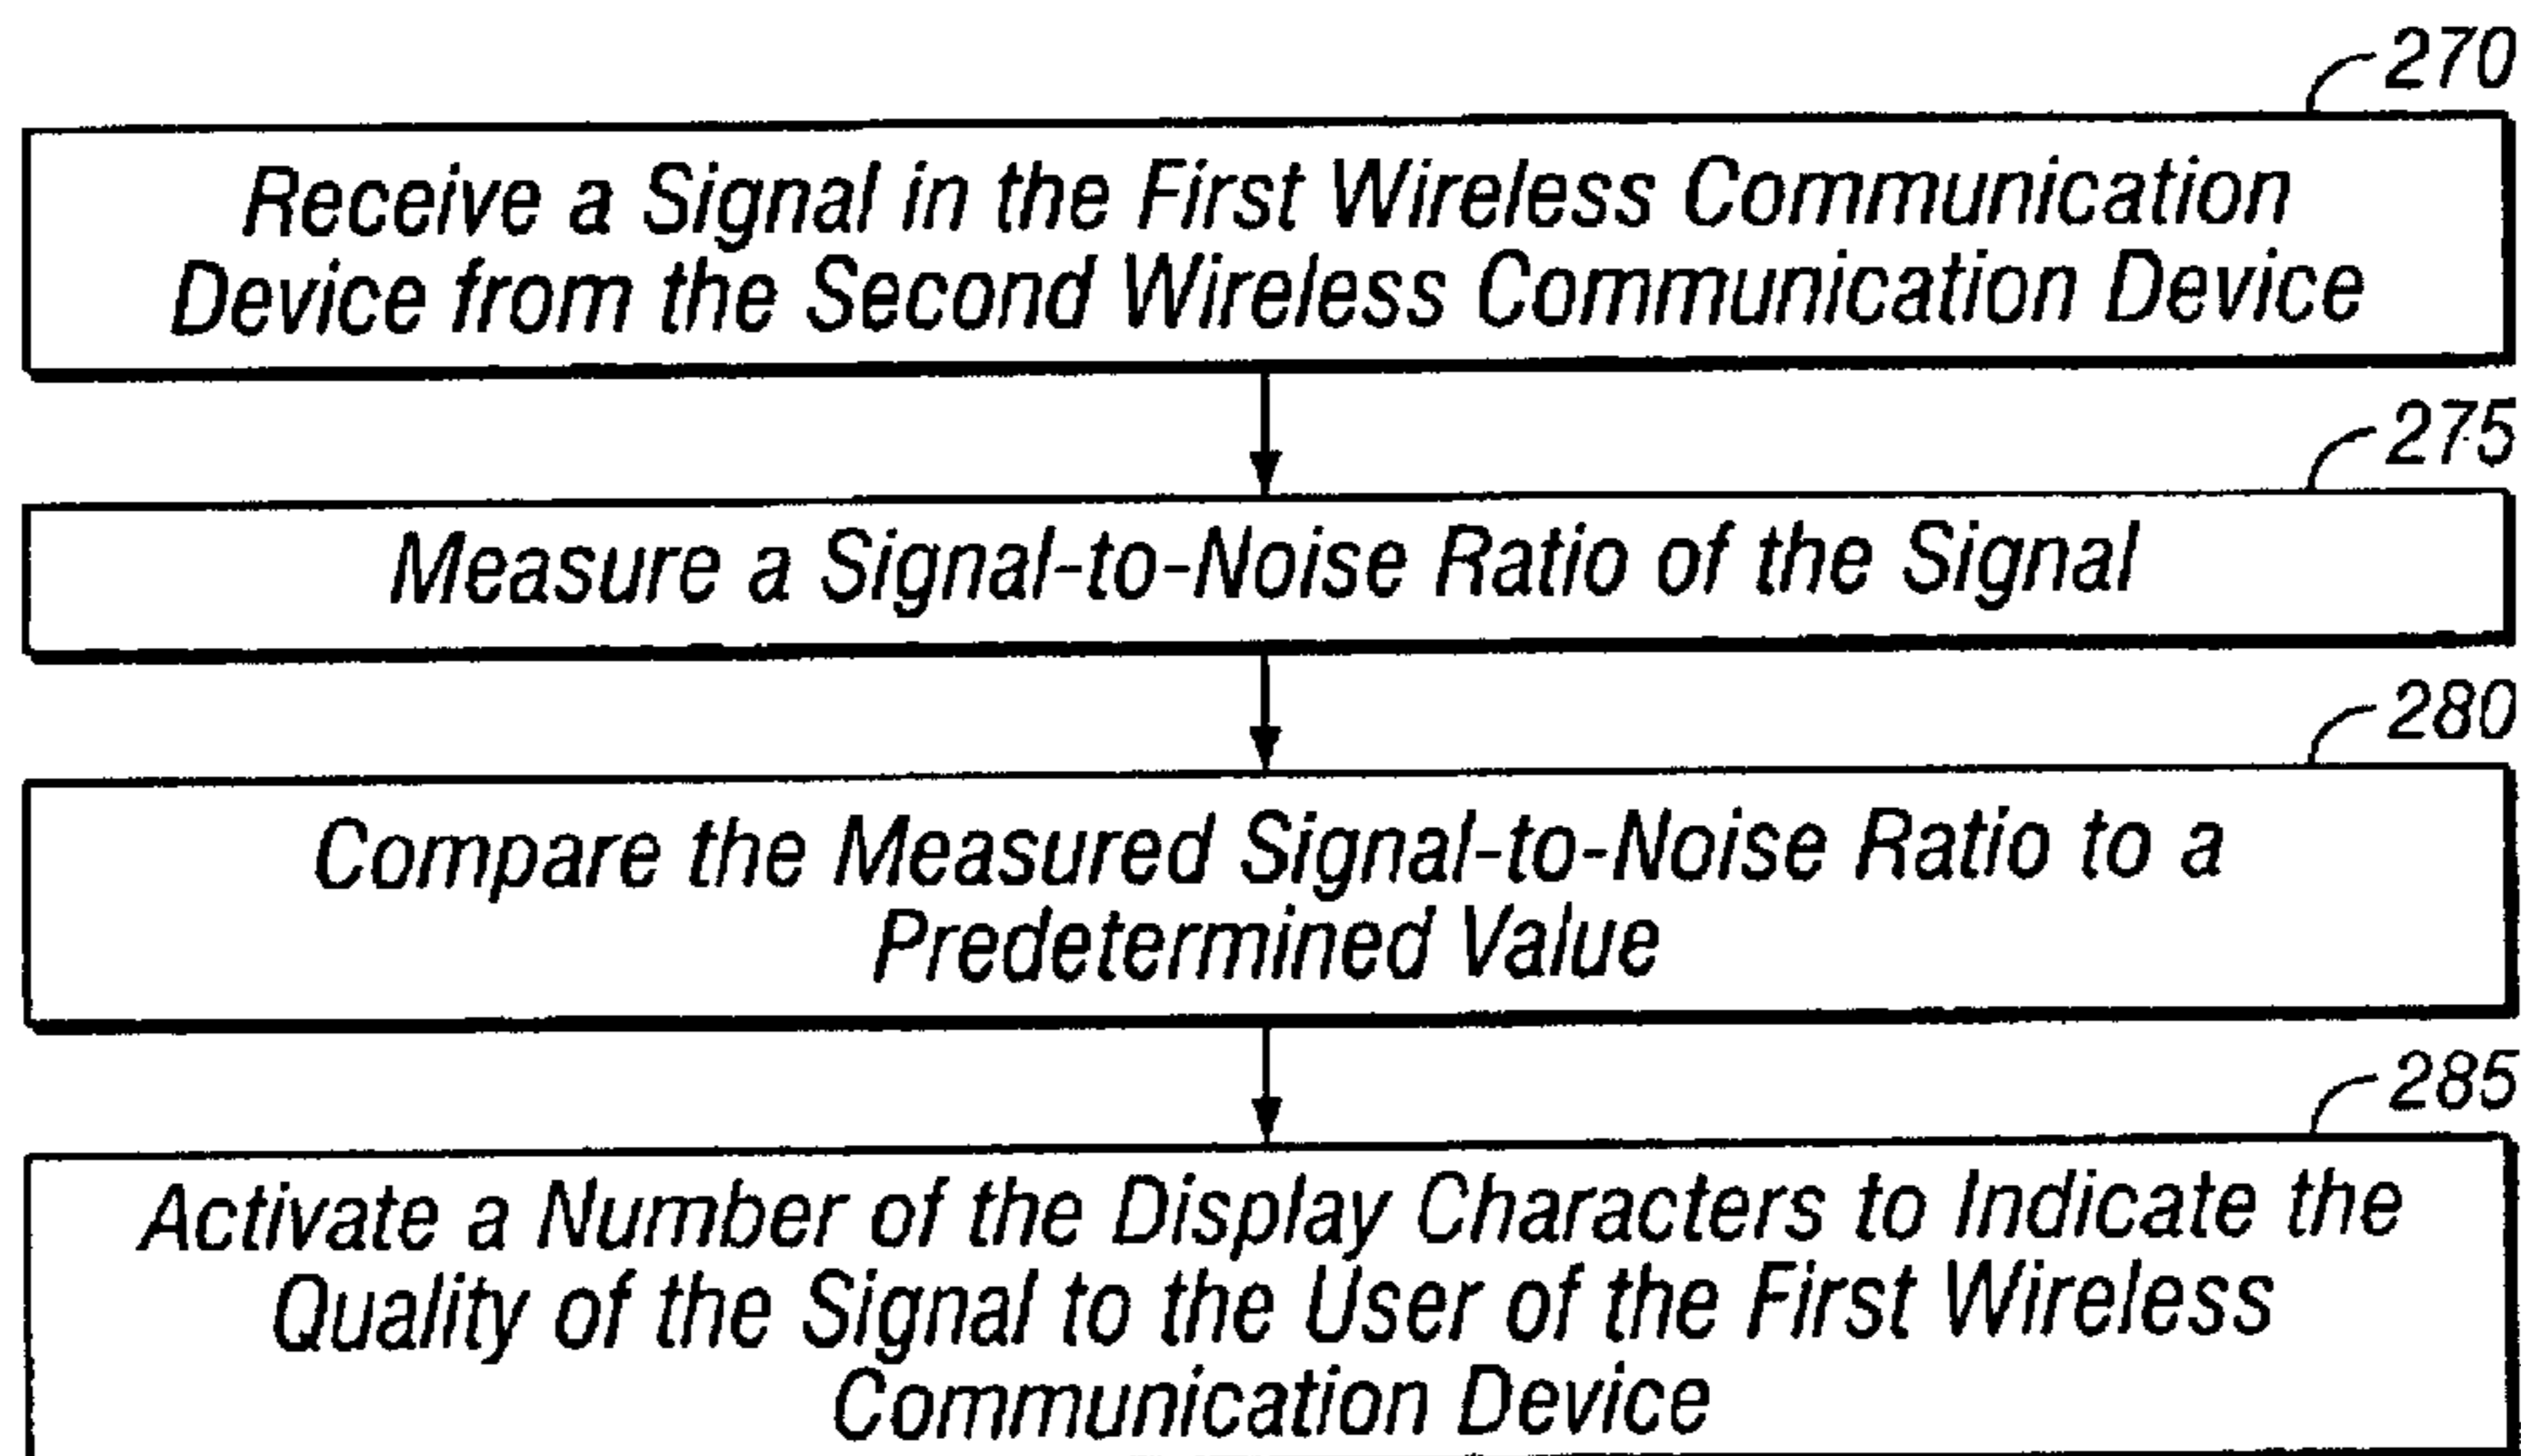 270
Receive a Signal in the First Wireless Communication
Device from the Second Wireless Communication Device
275
Measure a Signal-to-Noise Ratio of the Signal
280
Compare the Measured Signal-to-Noise Ratio to a
Predetermined Value
285
Activate a Number of the Display Characters to Indicate the
Quality of the Signal to the User of the First Wireless
Communication Device